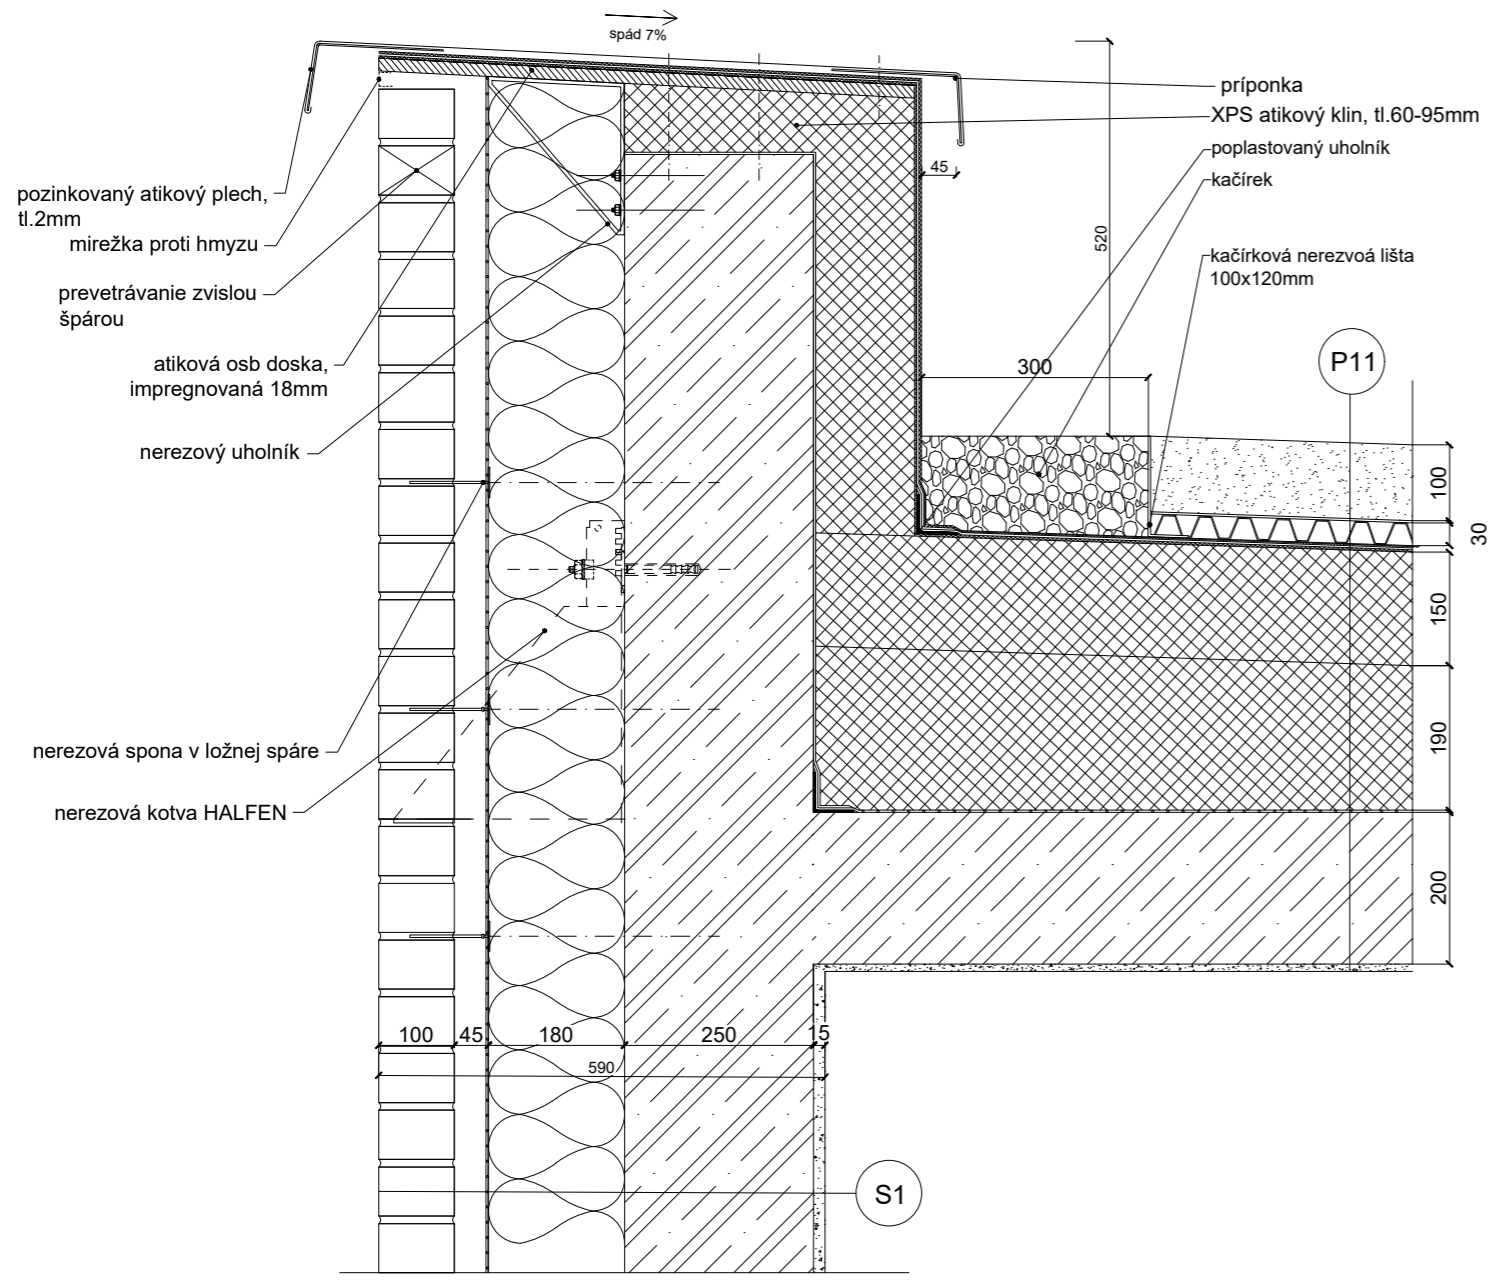 spád 7%
príponka
XPS atikový klin, tl.60-95mm
poplastovaný uholník
kačírek
kačírková nerezvoá lišta
100x120mm
P11
45
520
300
100
30
150
190
200
pozinkovaný atikový plech,
tl.2mm
mirežka proti hmyzu
prevetrávanie zvislou
špárou
atiková osb doska,
impregnovaná 18mm
nerezový uholník
nerezová spona v ložnej spáre
nerezová kotva HALFEN
100 45 180 250 15
590
S1